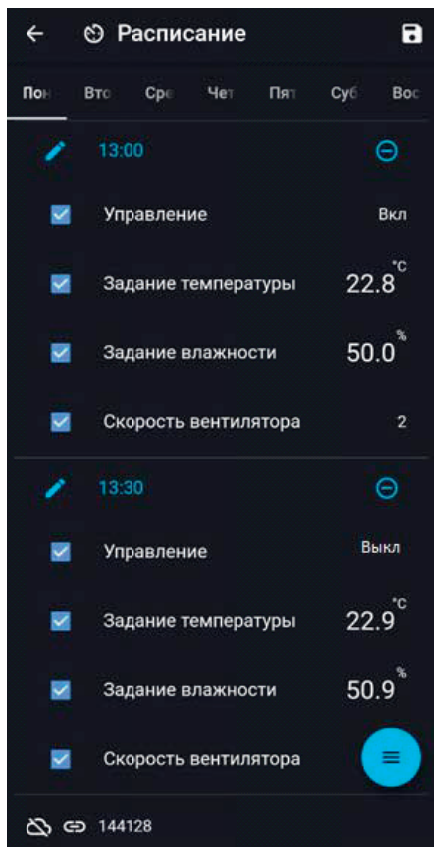 Расписание
Пон Вто Сре Чет Пят Суб Вос
13:00
Управление Вкл
Задание температуры 22.8 °C
Задание влажности 50.0 %
Скорость вентилятора 2
13:30
Управление Выкл
Задание температуры 22.9 °C
Задание влажности 50.9 %
Скорость вентилятора
144128